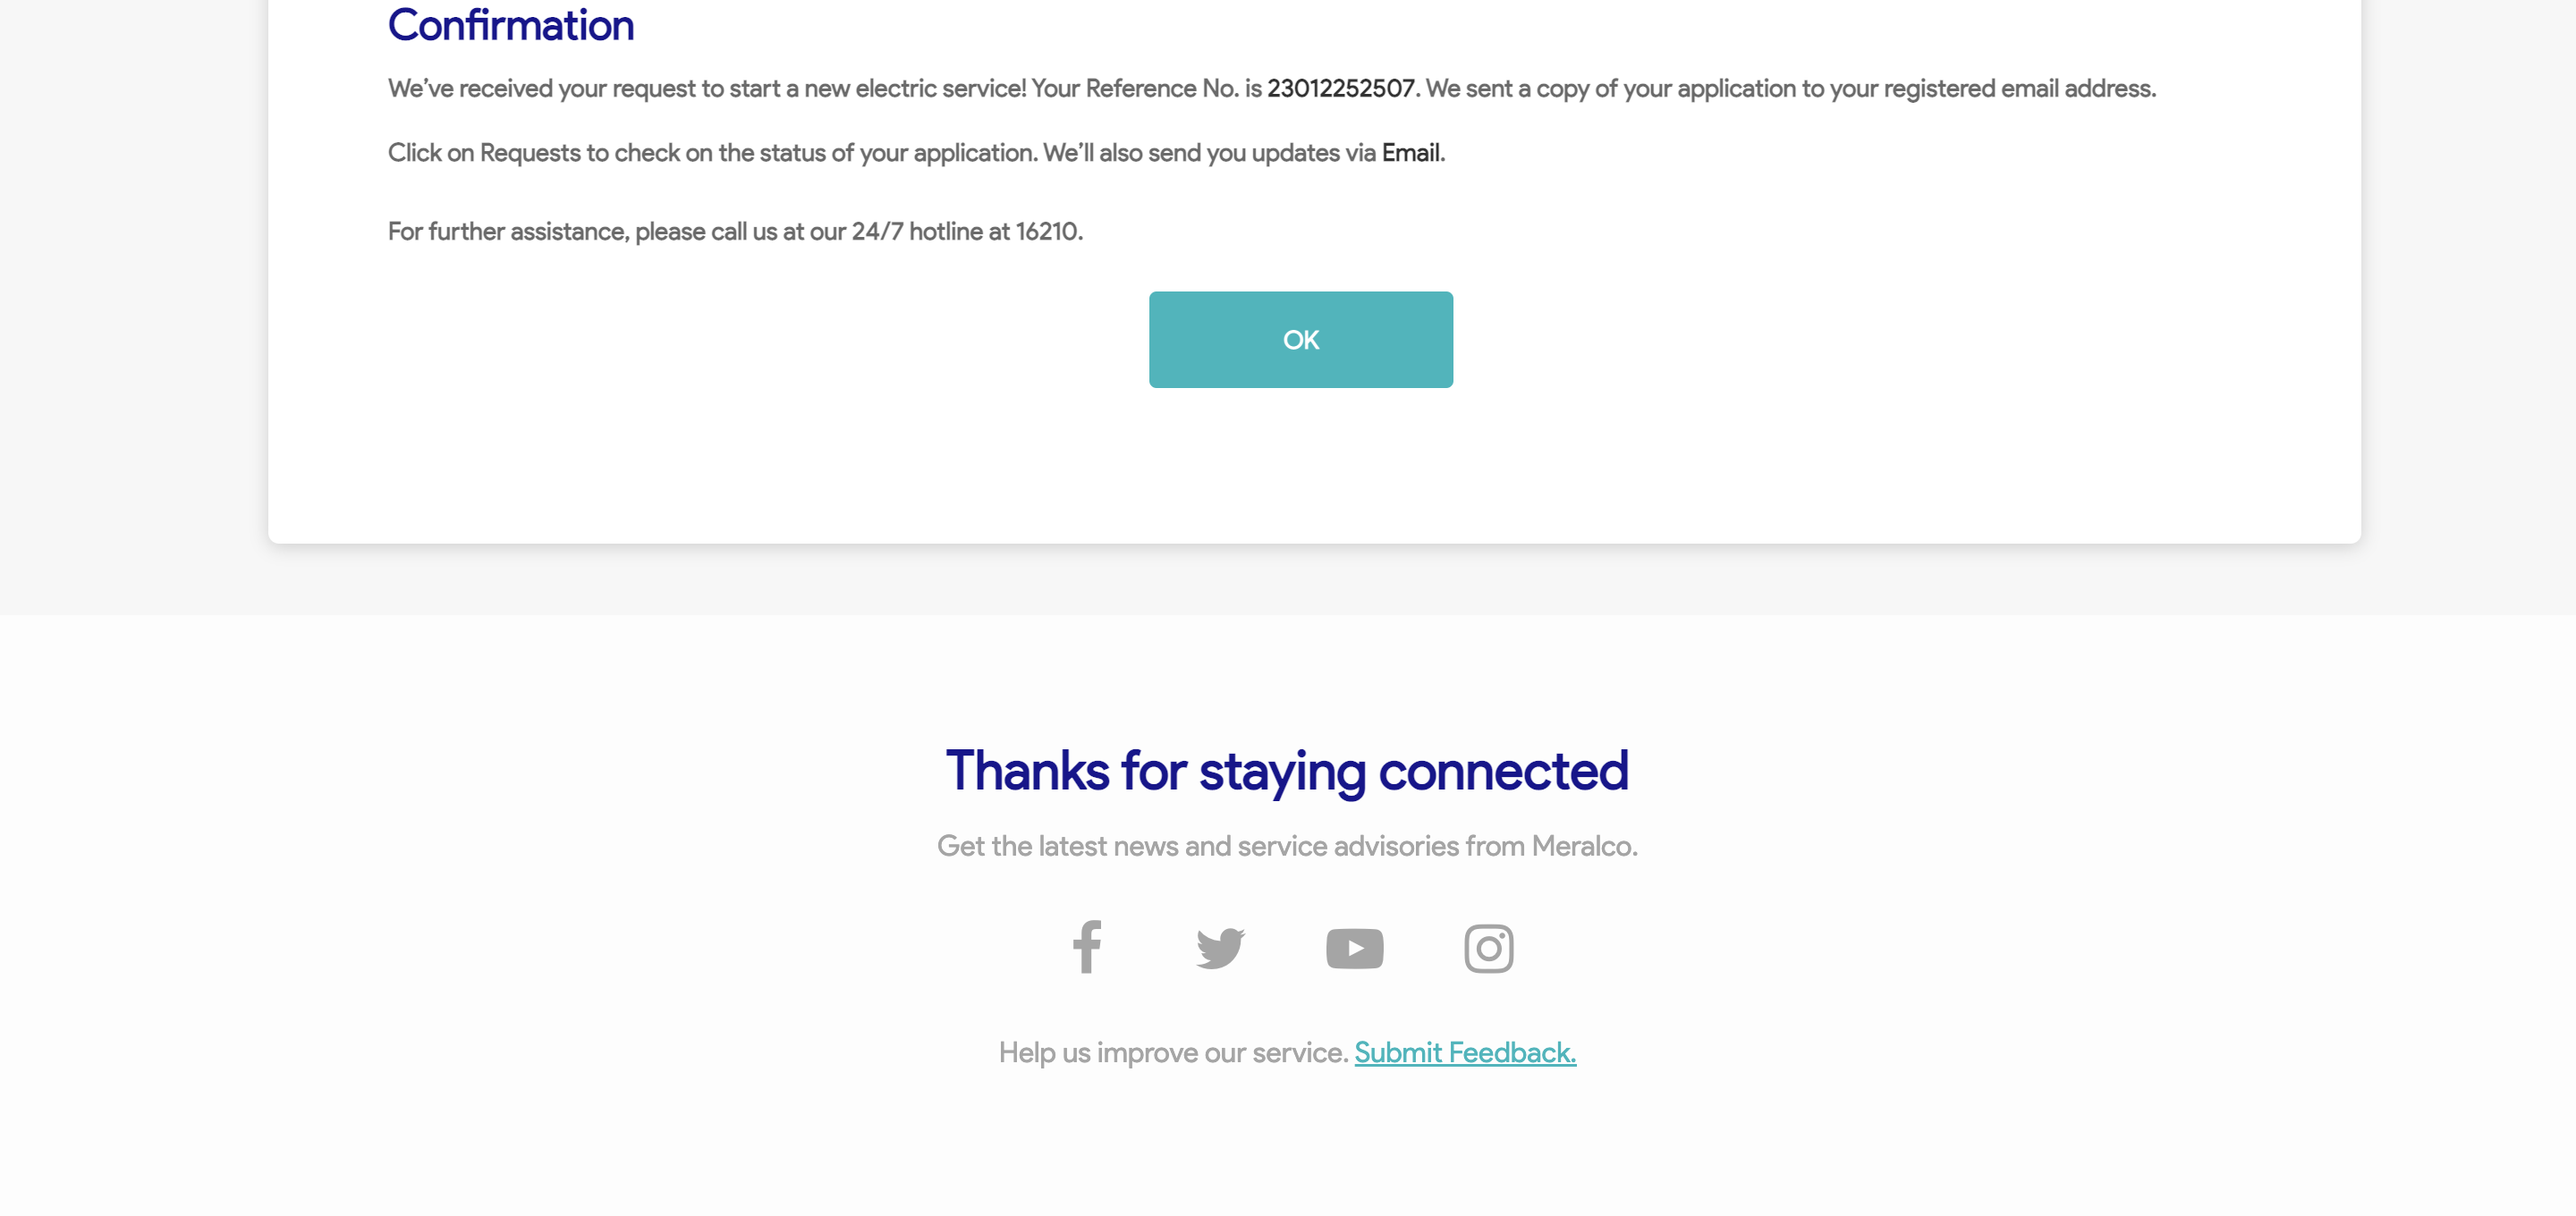 Confirmation
We’ve received your request to start a new electric service! Your Reference No. is 23012252507. We sent a copy of your application to your registered email address.
Click on Requests to check on the status of your application. We’ll also send you updates via Email.
For further assistance, please call us at our 24/7 hotline at 16210.
OK
Thanks for staying connected
Get the latest news and service advisories from Meralco.
Help us improve our service. Submit Feedback.